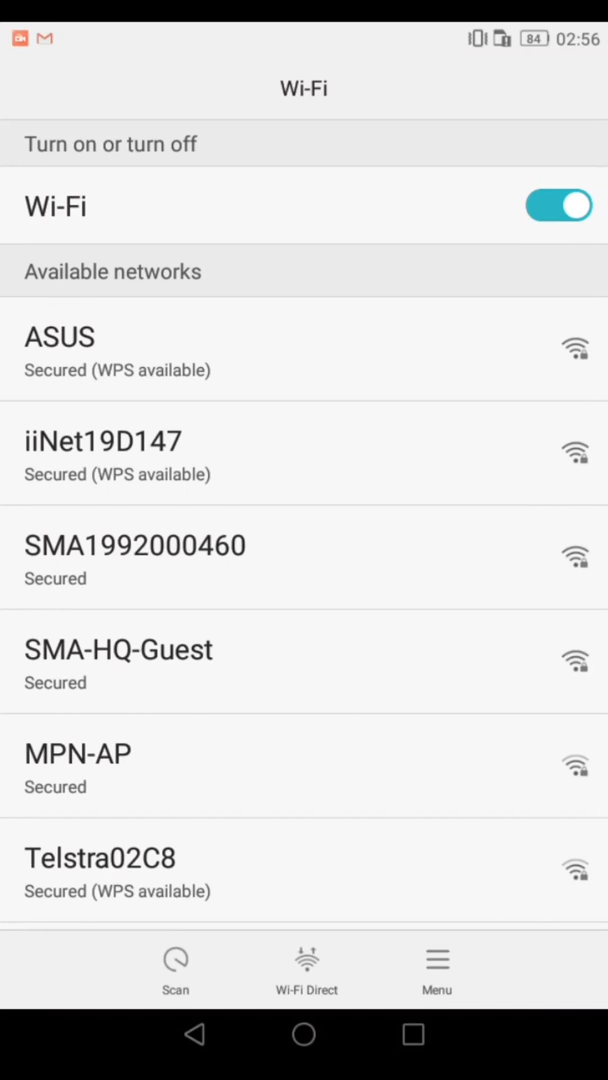 84 02:56
Wi-Fi
Turn on or turn off
Wi-Fi
Available networks
ASUS
Secured (WPS available)
iiNet19D147
Secured (WPS available)
SMA1992000460
Secured
SMA-HQ-Guest
Secured
MPN-AP
Secured
Telstra02C8
Secured (WPS available)
Scan Wi-Fi Direct Menu